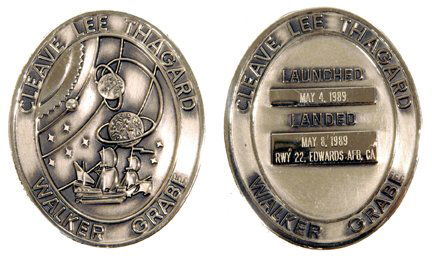 CLEAVE LEE THAGARD
WALKER GRABE
CLEAVE LEE THAGARD
LAUNCHED
MAY 4, 1989
LANDED
MAY 8, 1989
RWY 22, EDWARDS AFB, CA
WALKER GRABE